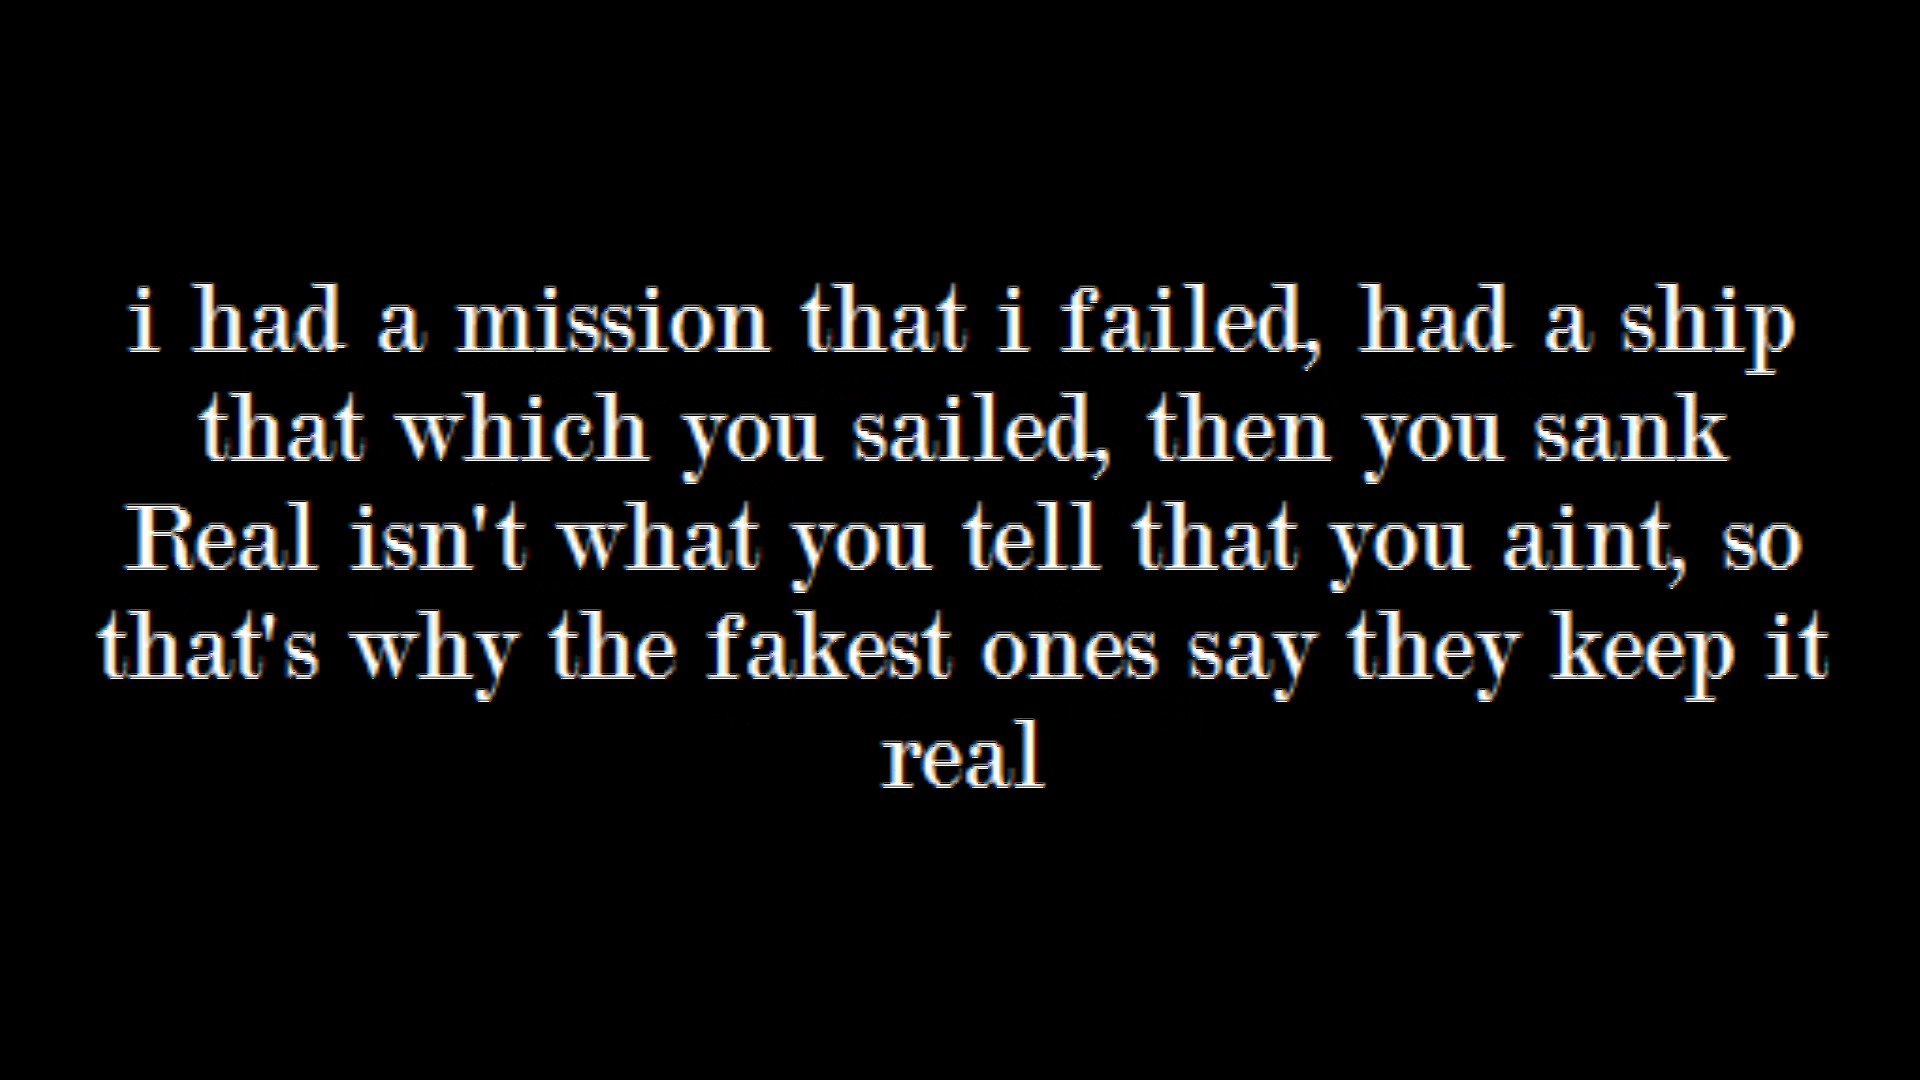 i had a mission that i failed, had a ship
that which you sailed, then you sank
Real isn't what you tell that you aint, so
that's why the fakest ones say they keep it
real